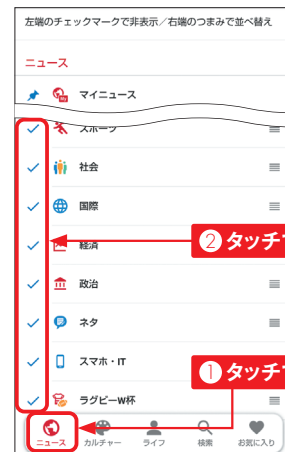 左端のチェックマークで非表示／右端のつまみで並べ替え
ニュース
My
マイニュース
スポーツ
社会
国際
②タッチ
経済
政治
ネタ
スマホ・IT
①タッチ
ラグビーW杯
ニュース
カルチャー
ライフ
検索
お気に入り